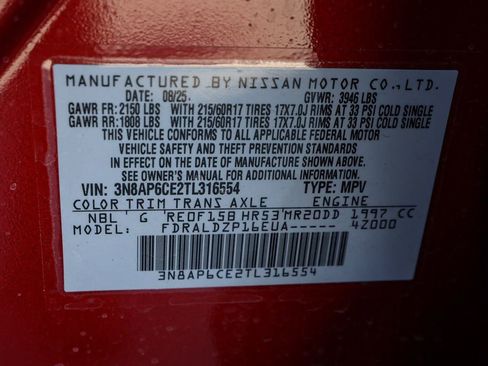 MANUFACTURED BY NISSAN MOTOR CO.,LTD.
DATE: 08/25 GVWR: 3946 LBS
GAWR FR: 2150 LBS WITH 215/60R17 TIRES 17X7.0J RIMS AT 33 PSI COLD SINGLE
GAWR RR: 1808 LBS WITH 215/60R17 TIRES 17X7.0J RIMS AT 33 PSI COLD SINGLE
THIS VEHICLE CONFORMS TO ALL APPLICABLE FEDERAL MOTOR
VEHICLE SAFETY AND THEFT PREVENTION STANDARDS
IN EFFECT ON THE DATE OF MANUFACTURE SHOWN ABOVE.
SEE OWNER'S MANUAL FOR ADDITIONAL INFORMATION.
VIN: 3N8AP6CE2TL316554 TYPE: MPV
COLOR TRIM TRANS AXLE ENGINE
NBL G RE0F15B HR53 MR20DD 1997 CC
MODEL: FDRALDZP16EUA----- 4Z000
3N8AP6CE2TL316554